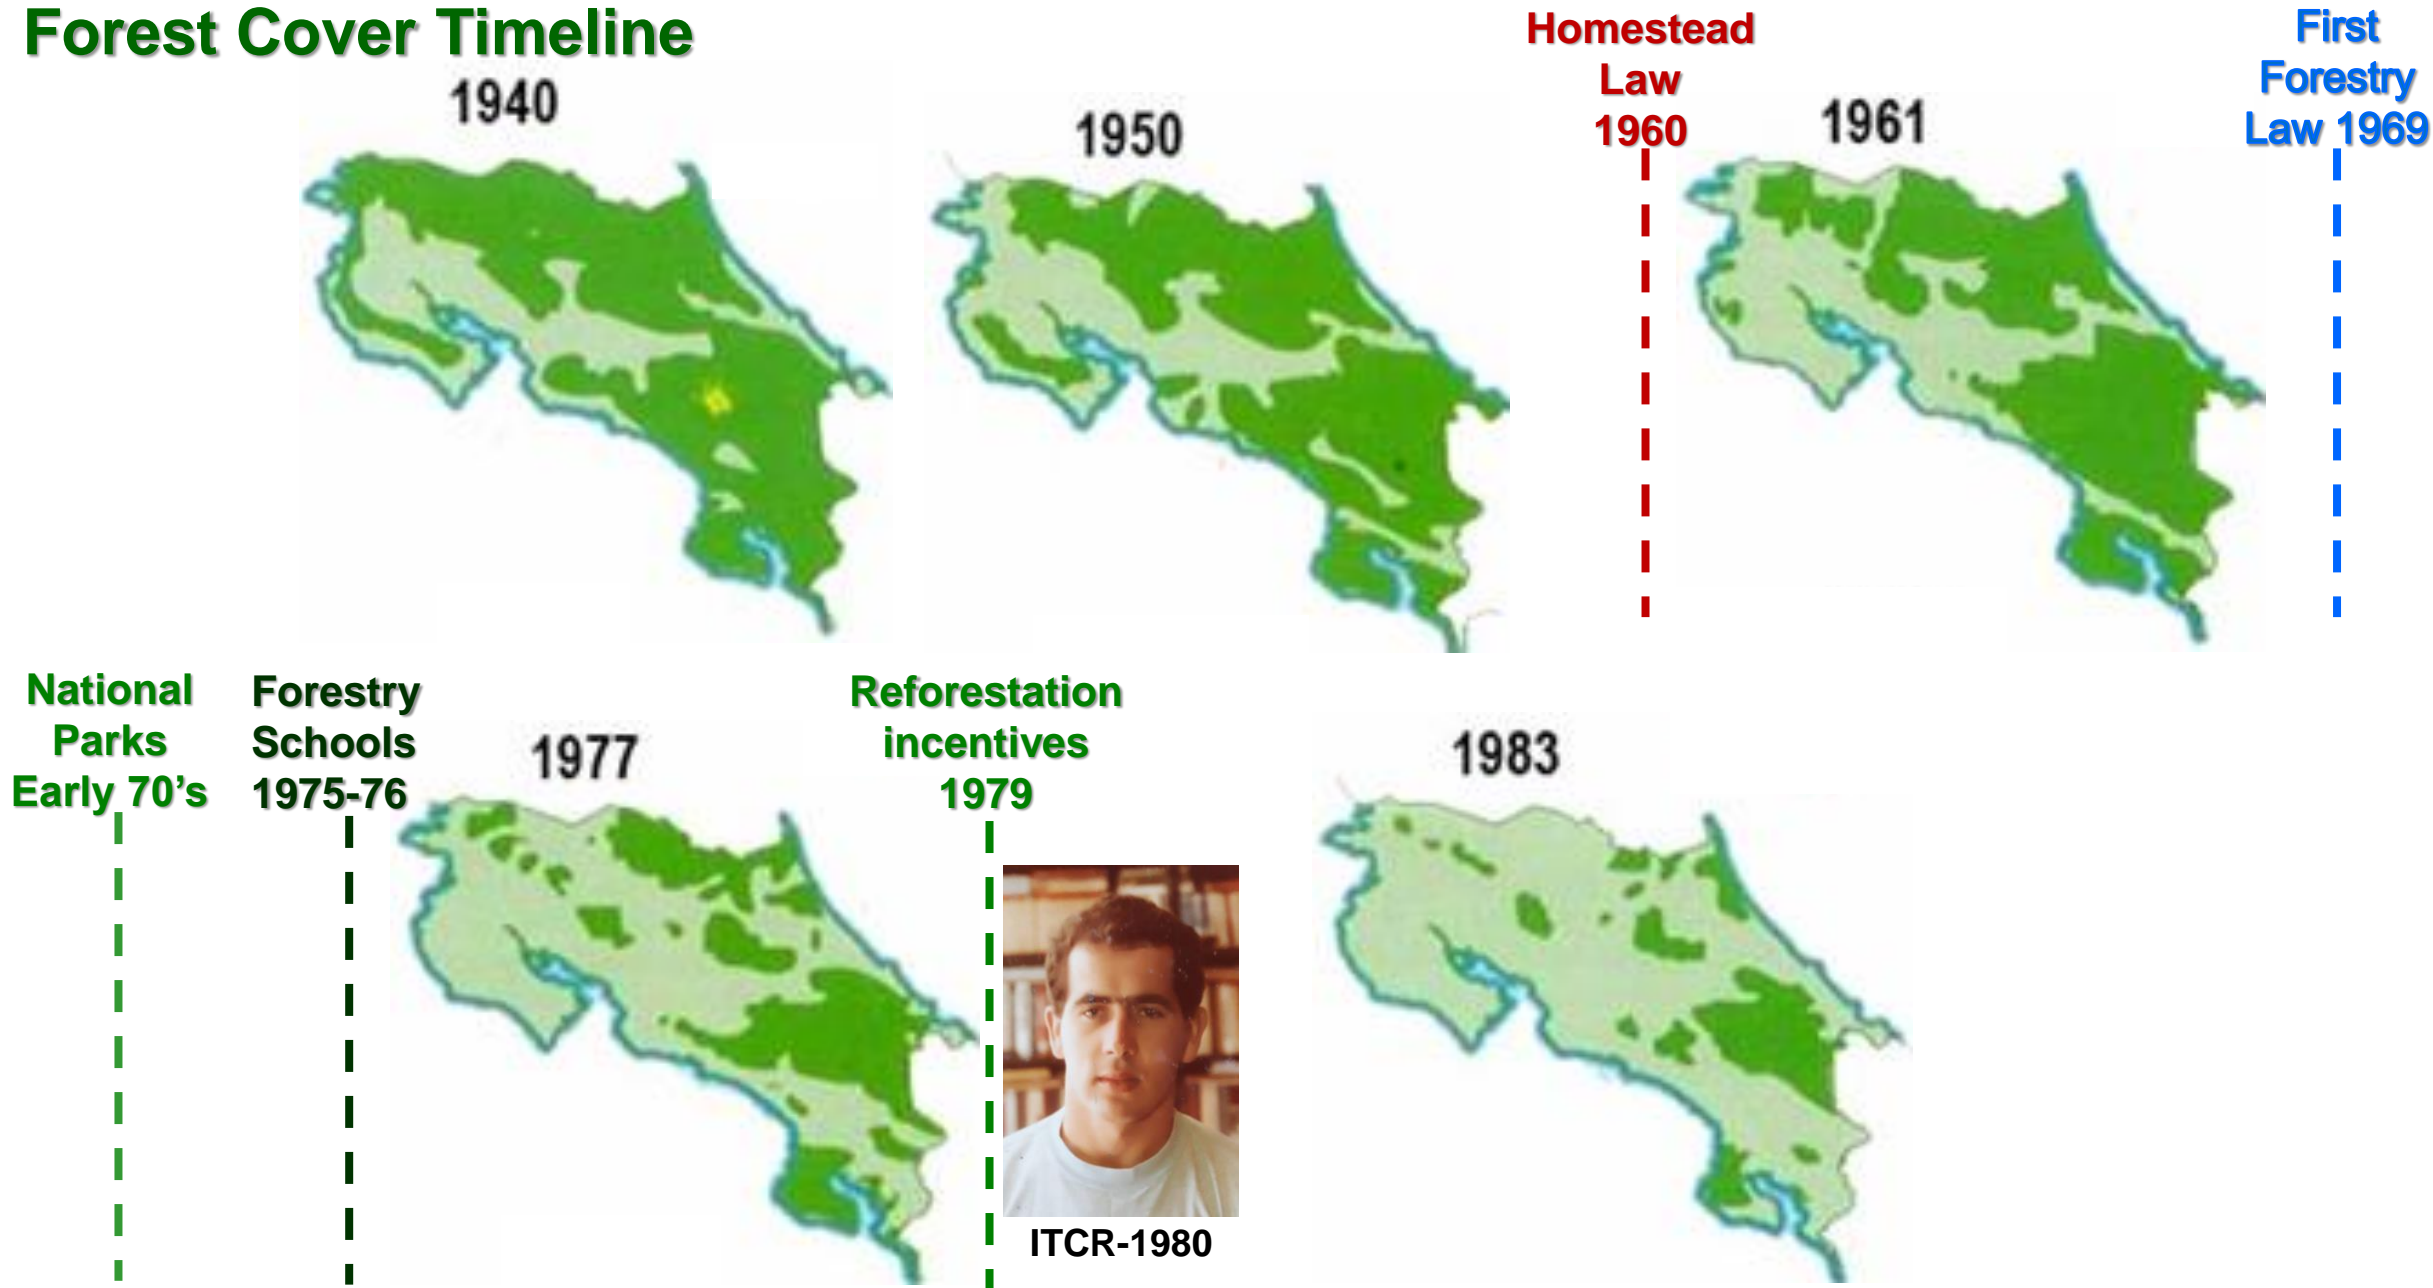 Forest Cover Timeline
1940
1950
Homestead
Law
1960
1961
First
Forestry
Law 1969
National
Parks
Early 70’s
Forestry
Schools
1975-76
1977
Reforestation
incentives
1979
ITCR-1980
1983